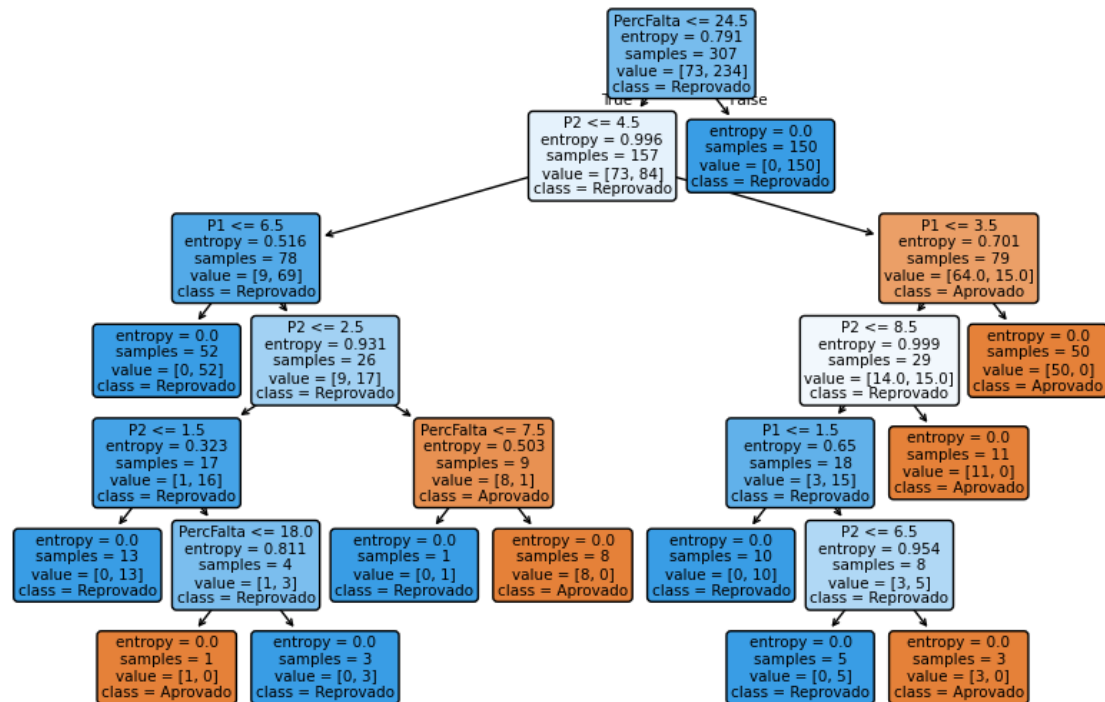 PercFalta <= 24.5
entropy = 0.791
samples = 307
value = [73, 234]
class = Reprovado
True
False
P2 <= 4.5
entropy = 0.996
samples = 157
value = [73, 84]
class = Reprovado
entropy = 0.0
samples = 150
value = [0, 150]
class = Reprovado
P1 <= 6.5
entropy = 0.516
samples = 78
value = [9, 69]
class = Reprovado
P1 <= 3.5
entropy = 0.701
samples = 79
value = [64.0, 15.0]
class = Aprovado
entropy = 0.0
samples = 52
value = [0, 52]
class = Reprovado
P2 <= 2.5
entropy = 0.931
samples = 26
value = [9, 17]
class = Reprovado
P2 <= 8.5
entropy = 0.999
samples = 29
value = [14.0, 15.0]
class = Reprovado
entropy = 0.0
samples = 50
value = [50, 0]
class = Aprovado
P2 <= 1.5
entropy = 0.323
samples = 17
value = [1, 16]
class = Reprovado
PercFalta <= 7.5
entropy = 0.503
samples = 9
value = [8, 1]
class = Aprovado
P1 <= 1.5
entropy = 0.65
samples = 18
value = [3, 15]
class = Reprovado
entropy = 0.0
samples = 11
value = [11, 0]
class = Aprovado
entropy = 0.0
samples = 13
value = [0, 13]
class = Reprovado
PercFalta <= 18.0
entropy = 0.811
samples = 4
value = [1, 3]
class = Reprovado
entropy = 0.0
samples = 1
value = [0, 1]
class = Reprovado
entropy = 0.0
samples = 8
value = [8, 0]
class = Aprovado
entropy = 0.0
samples = 10
value = [0, 10]
class = Reprovado
P2 <= 6.5
entropy = 0.954
samples = 8
value = [3, 5]
class = Reprovado
entropy = 0.0
samples = 1
value = [1, 0]
class = Aprovado
entropy = 0.0
samples = 3
value = [0, 3]
class = Reprovado
entropy = 0.0
samples = 5
value = [0, 5]
class = Reprovado
entropy = 0.0
samples = 3
value = [3, 0]
class = Aprovado